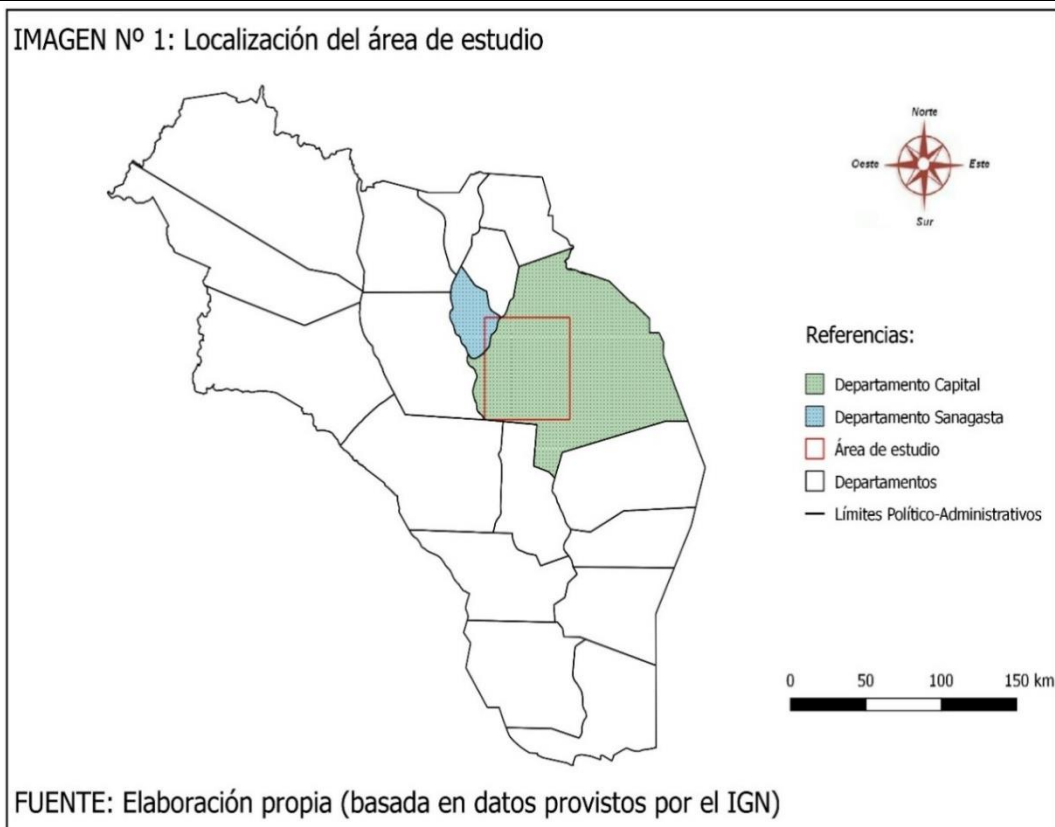 IMAGEN Nº 1: Localización del área de estudio
Norte
Oeste
Este
Sur
Referencias:
Departamento Capital
Departamento Sanagasta
Área de estudio
Departamentos
Límites Político-Administrativos
0 50 100 150 km
FUENTE: Elaboración propia (basada en datos provistos por el IGN)